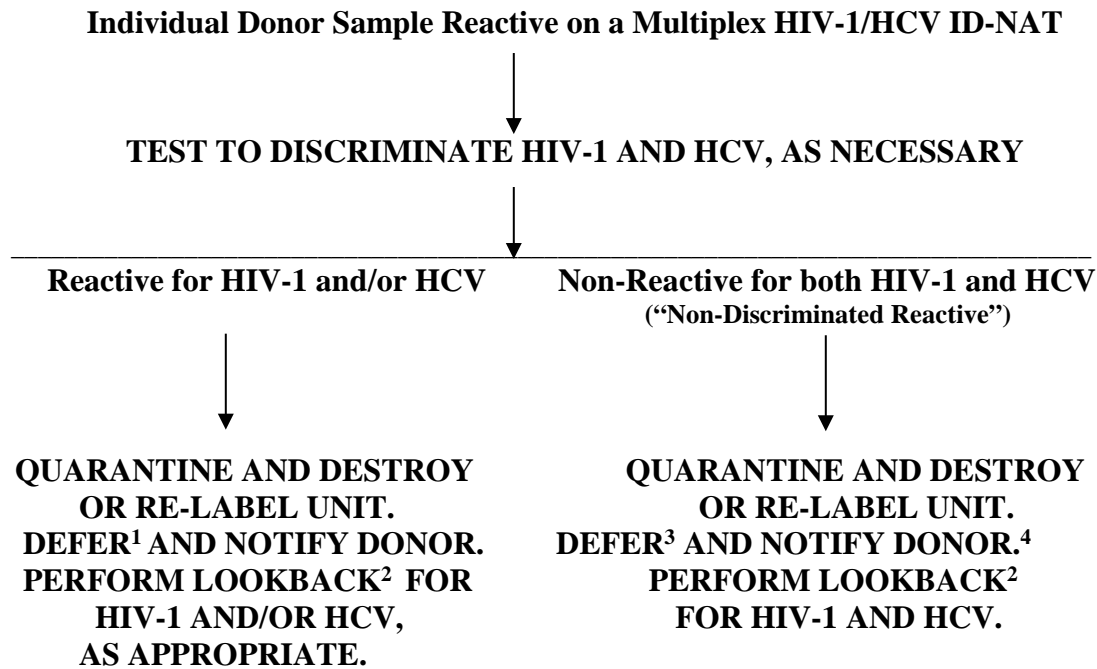 Individual Donor Sample Reactive on a Multiplex HIV-1/HCV ID-NAT
TEST TO DISCRIMINATE HIV-1 AND HCV, AS NECESSARY
Reactive for HIV-1 and/or HCV
Non-Reactive for both HIV-1 and HCV
(“Non-Discriminated Reactive”)
QUARANTINE AND DESTROY
OR RE-LABEL UNIT.
DEFER¹ AND NOTIFY DONOR.
PERFORM LOOKBACK² FOR
HIV-1 AND/OR HCV,
AS APPROPRIATE.
QUARANTINE AND DESTROY
OR RE-LABEL UNIT.
DEFER³ AND NOTIFY DONOR.⁴
PERFORM LOOKBACK²
FOR HIV-1 AND HCV.